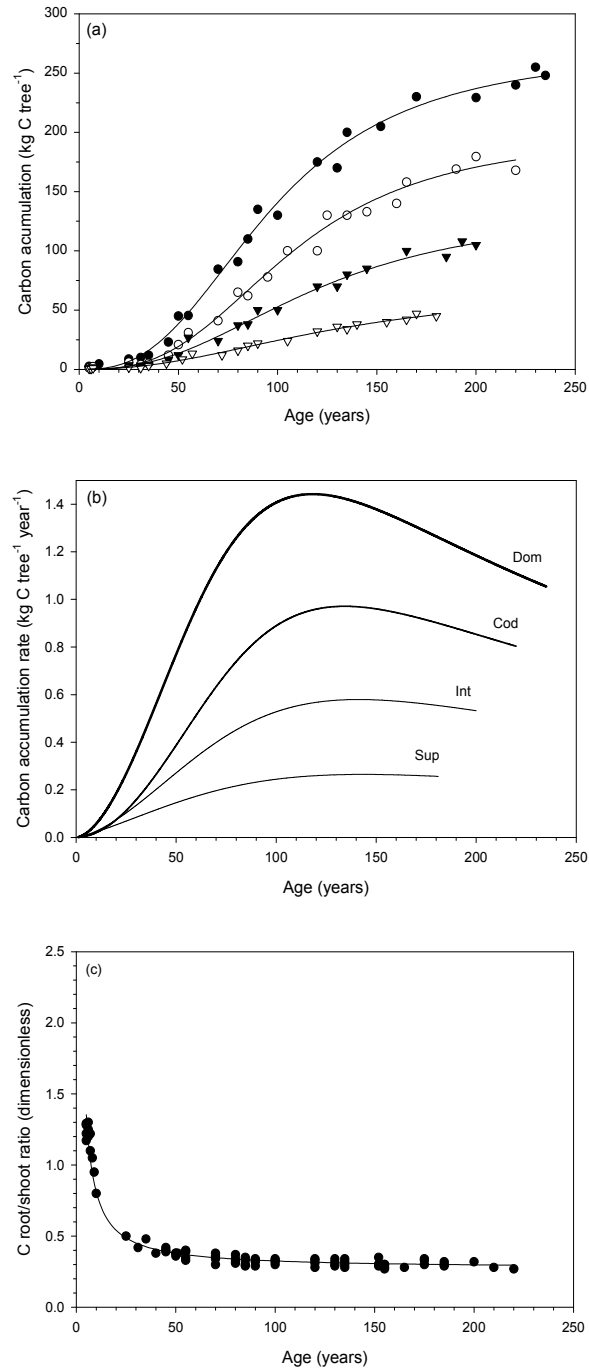 (a)
Carbon acumulation (kg C tree-1)
300
250
200
150
100
50
0
0 50 100 150 200 250
Age (years)
(b)
Carbon accumulation rate (kg C tree-1 year-1)
1.4
1.2
1.0
0.8
0.6
0.4
0.2
0.0
Dom
Cod
Int
Sup
0 50 100 150 200 250
Age (years)
(c)
C root/shoot ratio (dimensionless)
2.5
2.0
1.5
1.0
0.5
0.0
0 50 100 150 200 250
Age (years)